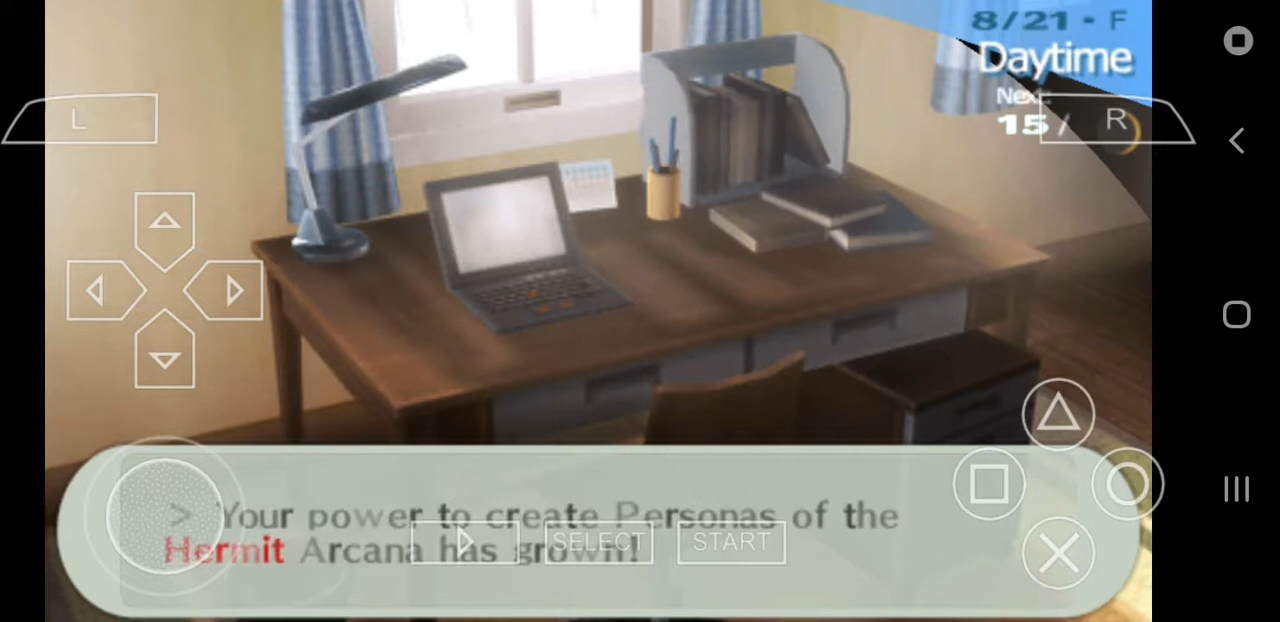 8/21 • F
Daytime
Next:
15/
L
R
> Your power to create Personas of the
Hermit Arcana has grown!
SELECT
START